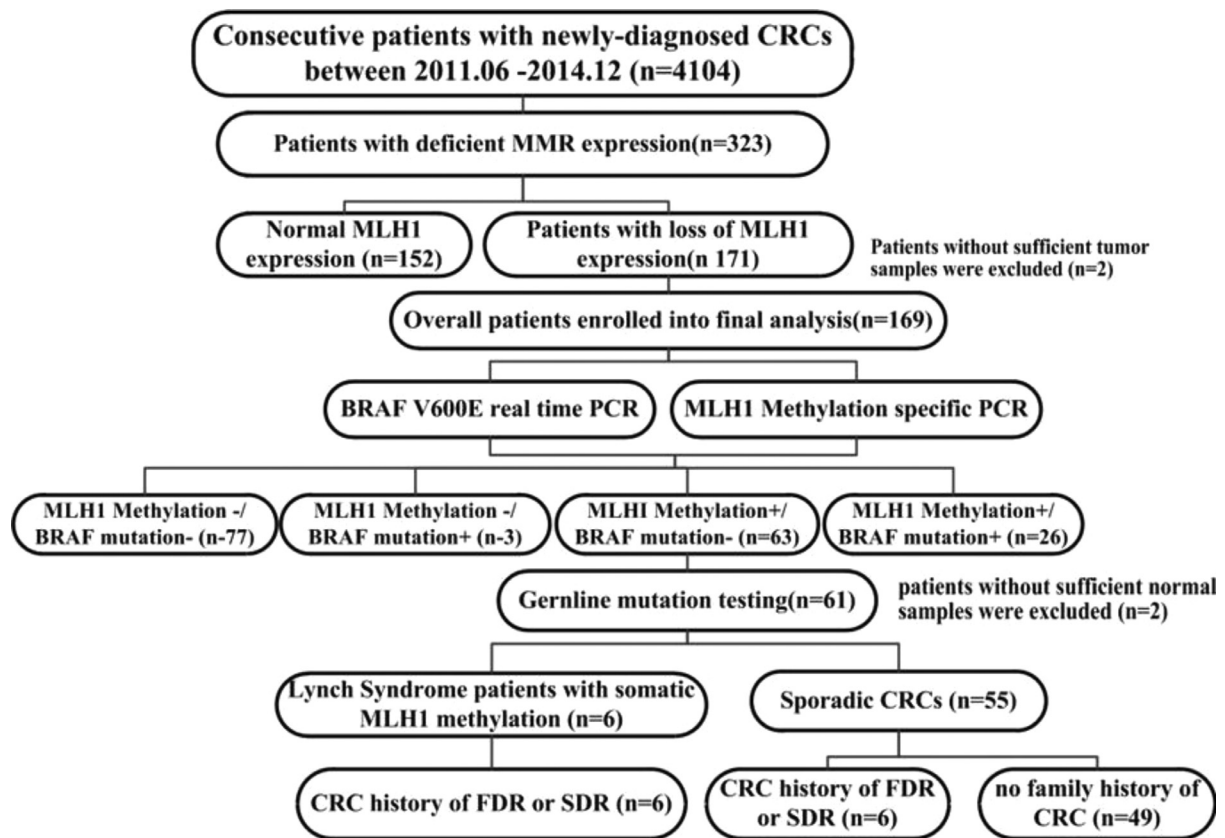 Consecutive patients with newly-diagnosed CRCs
between 2011.06 -2014.12 (n=4104)
Patients with deficient MMR expression(n=323)
Normal MLH1
expression (n=152)
Patients with loss of MLH1
expression(n 171)
Patients without sufficient tumor
samples were excluded (n=2)
Overall patients enrolled into final analysis(n=169)
BRAF V600E real time PCR
MLH1 Methylation specific PCR
MLH1 Methylation -/
BRAF mutation- (n-77)
MLH1 Methylation -/
BRAF mutation+ (n-3)
MLHI Methylation+/
BRAF mutation- (n=63)
MLH1 Methylation+/
BRAF mutation+ (n=26)
Gernline mutation testing(n=61)
patients without sufficient normal
samples were excluded (n=2)
Lynch Syndrome patients with somatic
MLH1 methylation (n=6)
Sporadic CRCs (n=55)
CRC history of FDR or SDR (n=6)
CRC history of FDR
or SDR (n=6)
no family history of
CRC (n=49)